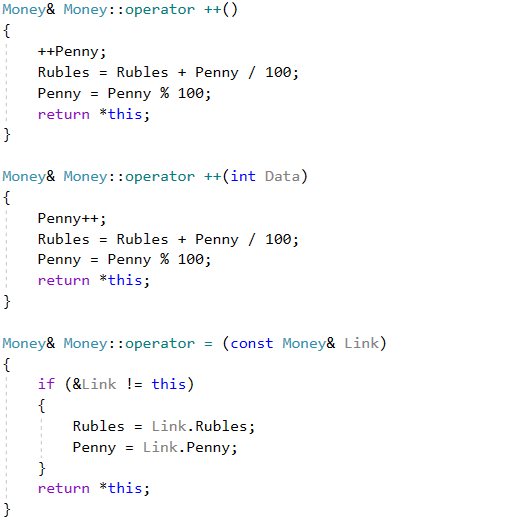 Money& Money::operator ++()
{
    ++Penny;
    Rubles = Rubles + Penny / 100;
    Penny = Penny % 100;
    return *this;
}

Money& Money::operator ++(int Data)
{
    Penny++;
    Rubles = Rubles + Penny / 100;
    Penny = Penny % 100;
    return *this;
}

Money& Money::operator = (const Money& Link)
{
    if (&Link != this)
    {
        Rubles = Link.Rubles;
        Penny = Link.Penny;
    }
    return *this;
}